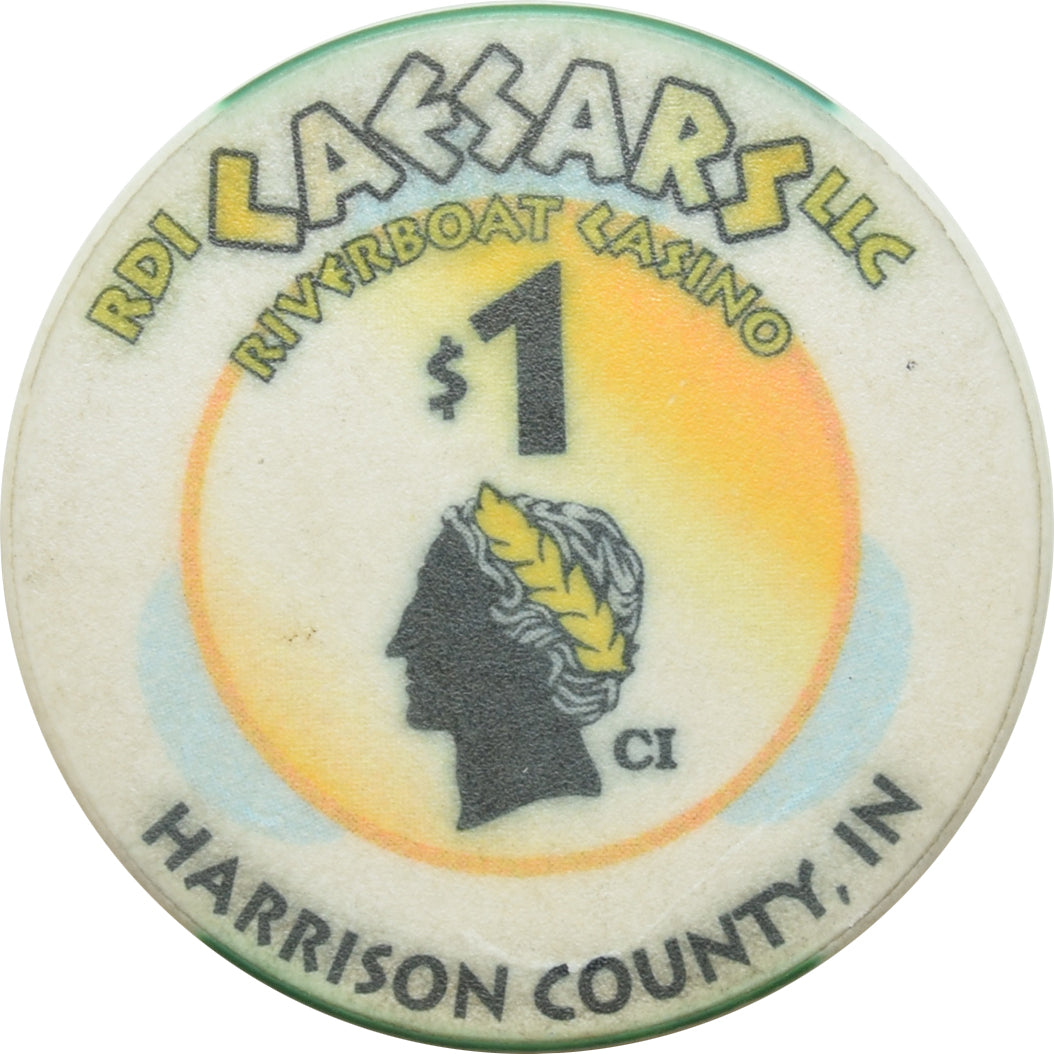 RDI CAESARS LLC
RIVERBOAT CASINO
$1
CI
HARRISON COUNTY, IN